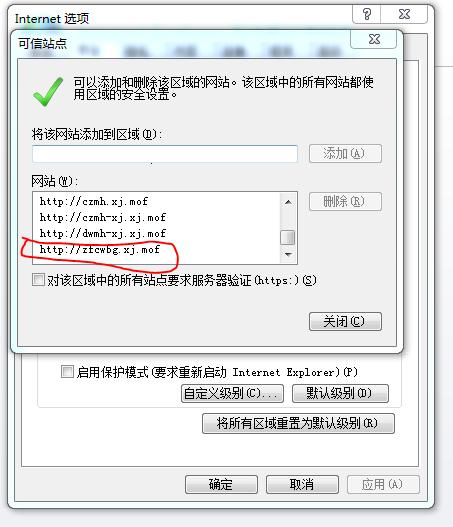 Internet 选项
可信站点
可以添加和删除该区域的网站。该区域中的所有网站都使
用区域的安全设置。
将该网站添加到区域(D):
添加(A)
网站(W):
http://czmh.xj.mof
http://czmh-xj.xj.mof
http://dwmh-xj.xj.mof
http://zfcwbg.xj.mof
删除(R)
对该区域中的所有站点要求服务器验证(https:)(S)
关闭(C)
启用保护模式(要求重新启动 Internet Explorer)(P)
自定义级别(C)...
默认级别(D)
将所有区域重置为默认级别(R)
确定
取消
应用(A)